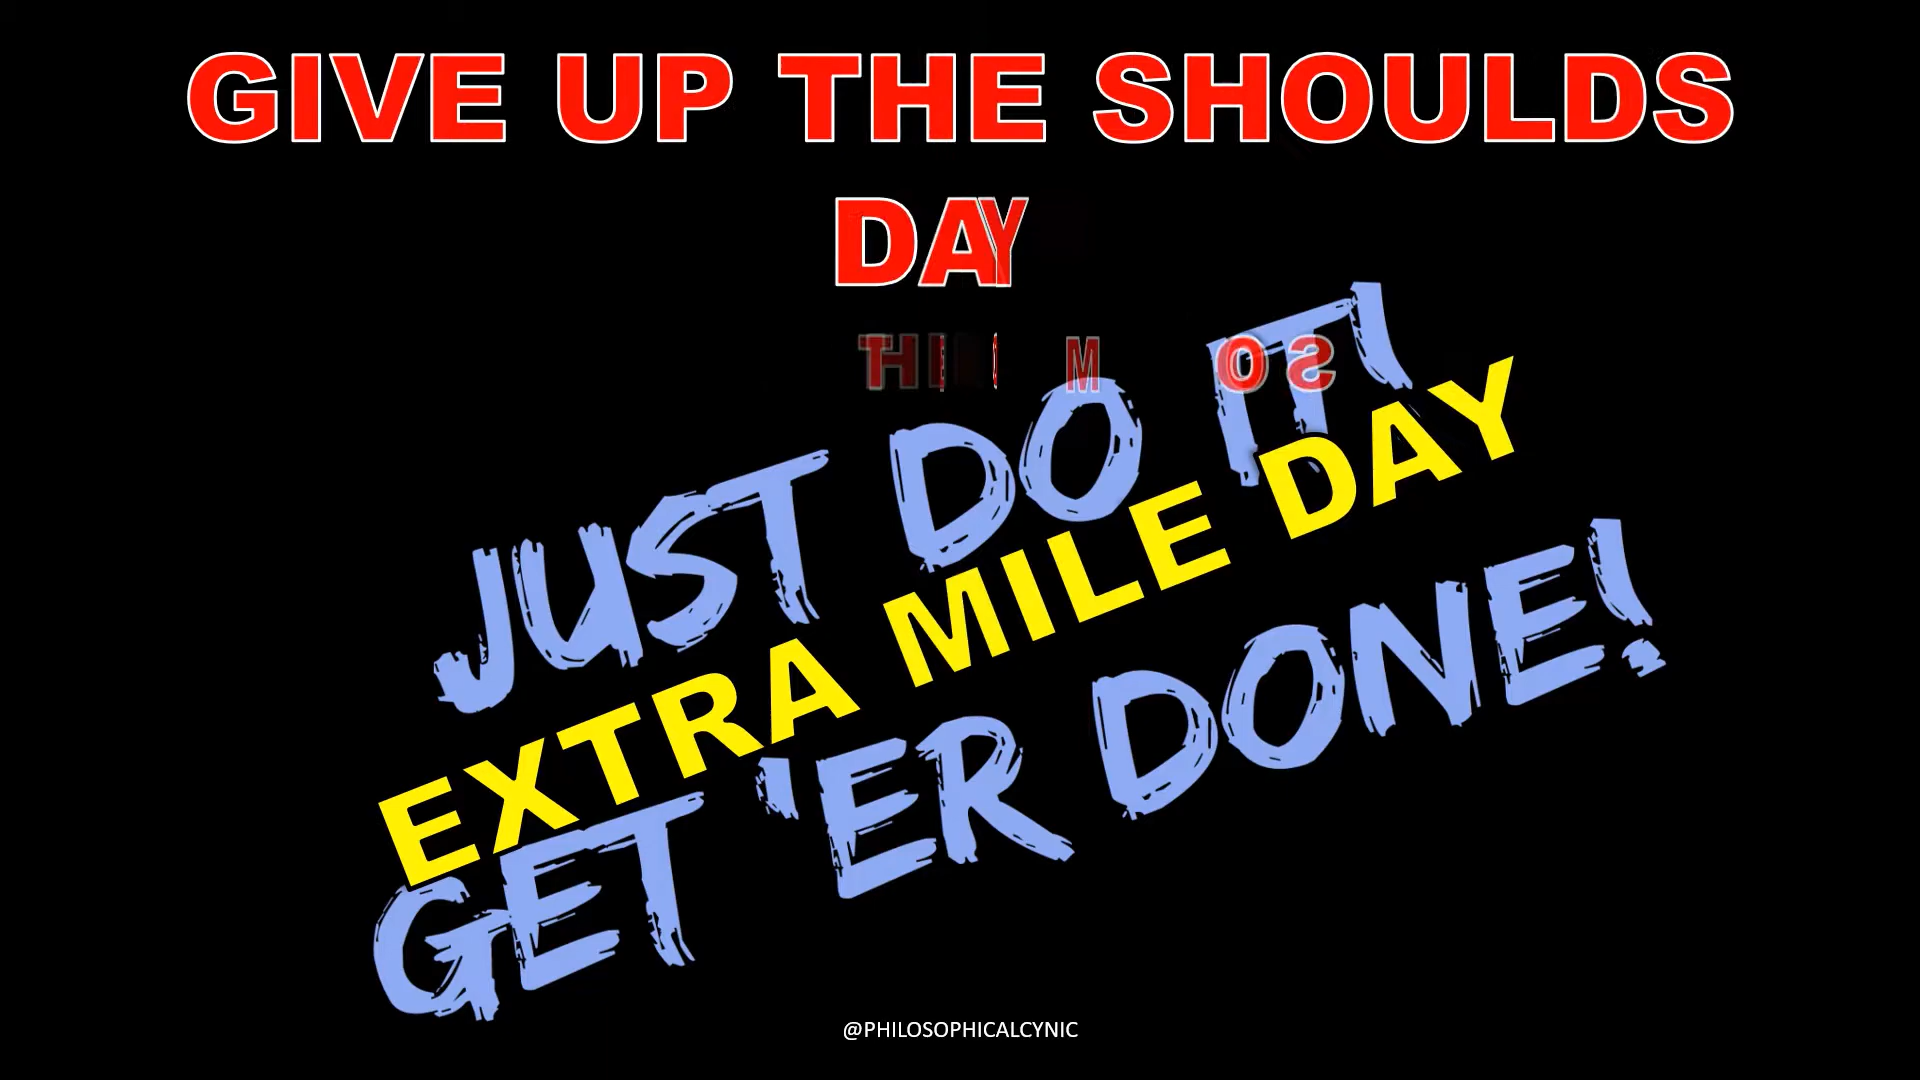 GIVE UP THE SHOULDS
DAY
JUST DO IT!
EXTRA MILE DAY
GET 'ER DONE!
@PHILOSOPHICALCYNIC